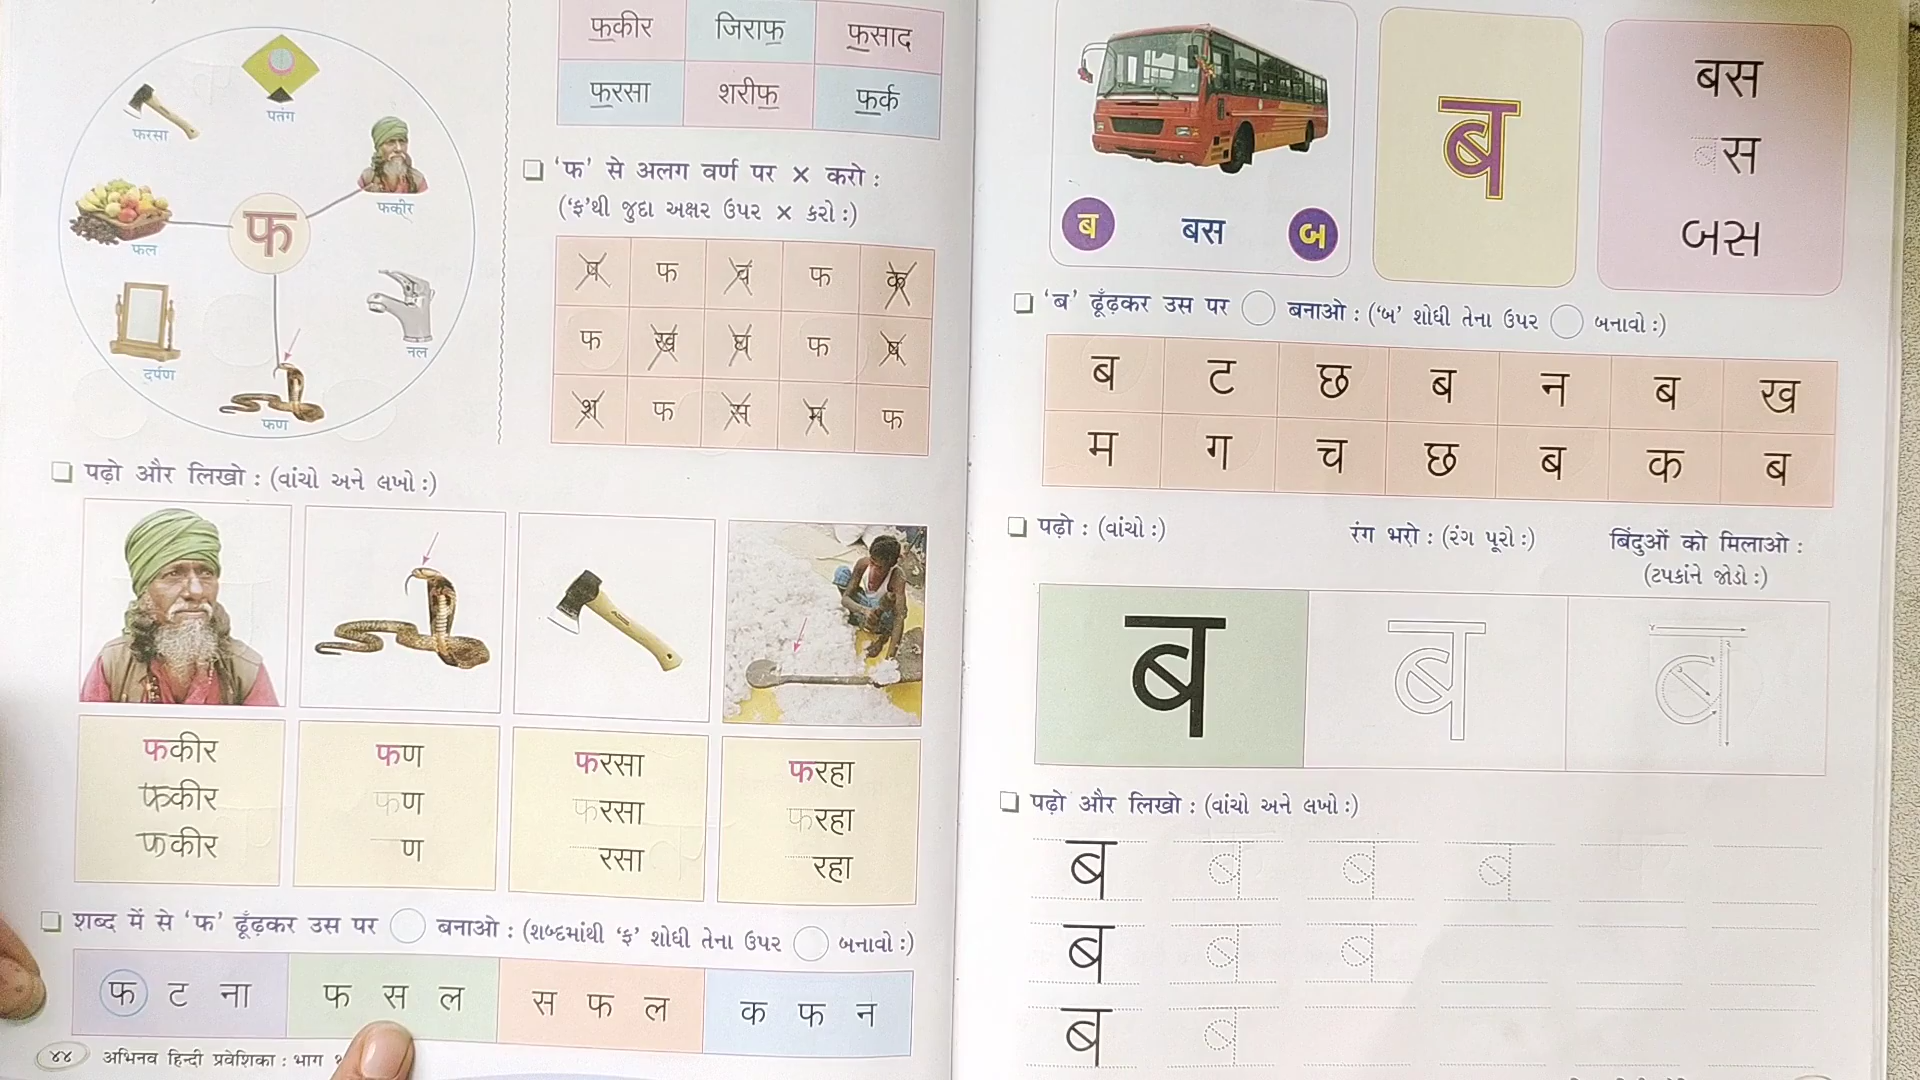 फरसा
पतंग
फकीर
फल
फ
दर्पण
नल
फण
फकीर जिराफ फसाद
फरसा शरीफ फर्क
'फ' से अलग वर्ण पर × करो :
('ફ'થી જુદા અક્ષર ઉપર × કરો :)
ष फ च फ क
फ ख घ फ ब
श फ स म फ
पढ़ो और लिखो : (વાંચો અને લખો :)
फकीर फण फरसा फरहा
फकीर फण फरसा फरहा
फकीर ण रसा रहा
शब्द में से 'फ' ढूँढ़कर उस पर ○ बनाओ : (શબ્દમાંથી 'ફ' શોધી તેના ઉપર ○ બનાવો :)
फ ट ना फ स ल स फ ल क फ न
४४ अभिनव हिन्दी प्रवेशिका : भाग
ब बस બ
ब
बस
बस
બસ
'ब' ढूँढ़कर उस पर ○ बनाओ : ('બ' શોધી તેના ઉપર ○ બનાવો :)
ब ट छ ब न ब ख
म ग च छ ब क ब
पढ़ो : (વાંચો :) रंग भरो : (રંગ પૂરો :) बिंदुओं को मिलाओ :
(ટપકાંને જોડો :)
ब ब ब
पढ़ो और लिखो : (વાંચો અને લખો :)
ब ब ब ब
ब ब ब
ब ब